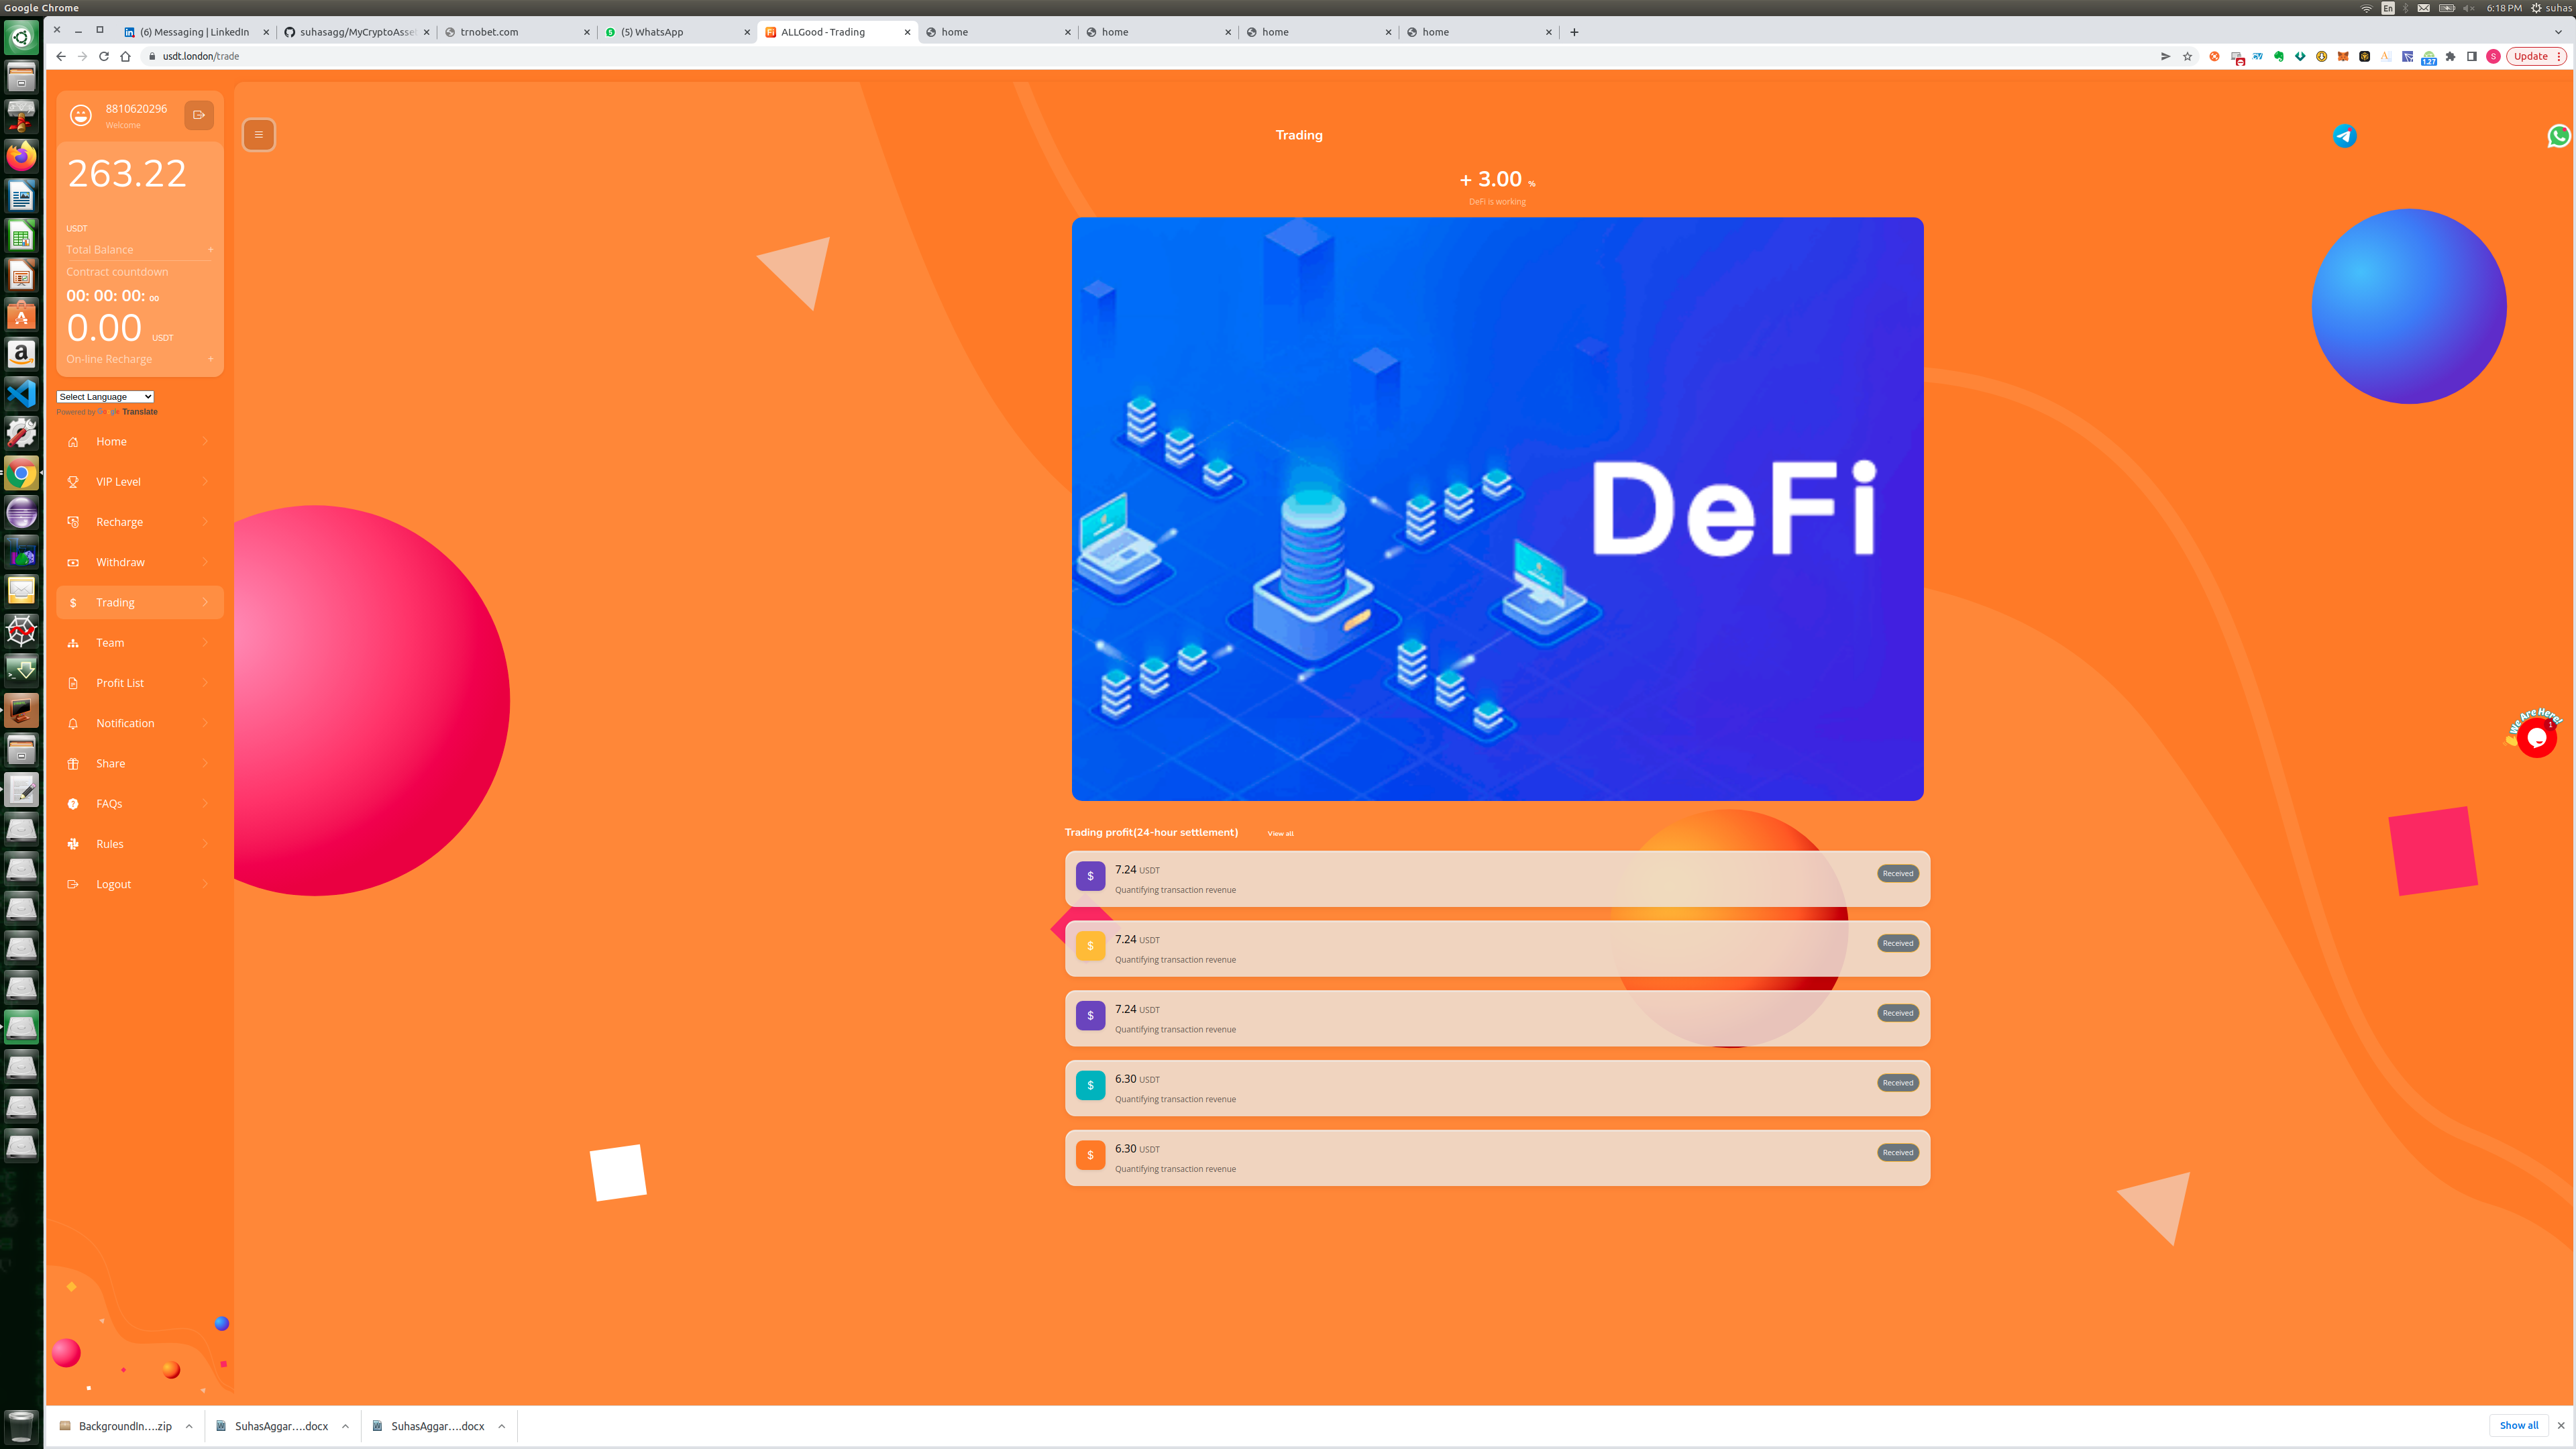 Google Chrome
En
6:18 PM
suhas
(6) Messaging | LinkedIn
suhasagg/MyCryptoAsse
trnobet.com
(5) WhatsApp
ALLGood - Trading
home
home
home
home
usdt.london/trade
1.27
S
Update
8810620296
Welcome
263.22
USDT
Total Balance +
Contract countdown
00: 00: 00: 00
0.00 USDT
On-line Recharge +
Select Language
Powered by Google Translate
Home
VIP Level
Recharge
Withdraw
Trading
Team
Profit List
Notification
Share
FAQs
Rules
Logout
Trading
+ 3.00 %
DeFi is working
DeFi
We Are Here!
1
Trading profit(24-hour settlement) View all
$ 7.24 USDT Received
Quantifying transaction revenue
$ 7.24 USDT Received
Quantifying transaction revenue
$ 7.24 USDT Received
Quantifying transaction revenue
$ 6.30 USDT Received
Quantifying transaction revenue
$ 6.30 USDT Received
Quantifying transaction revenue
BackgroundIn....zip
SuhasAggar....docx
SuhasAggar....docx
Show all